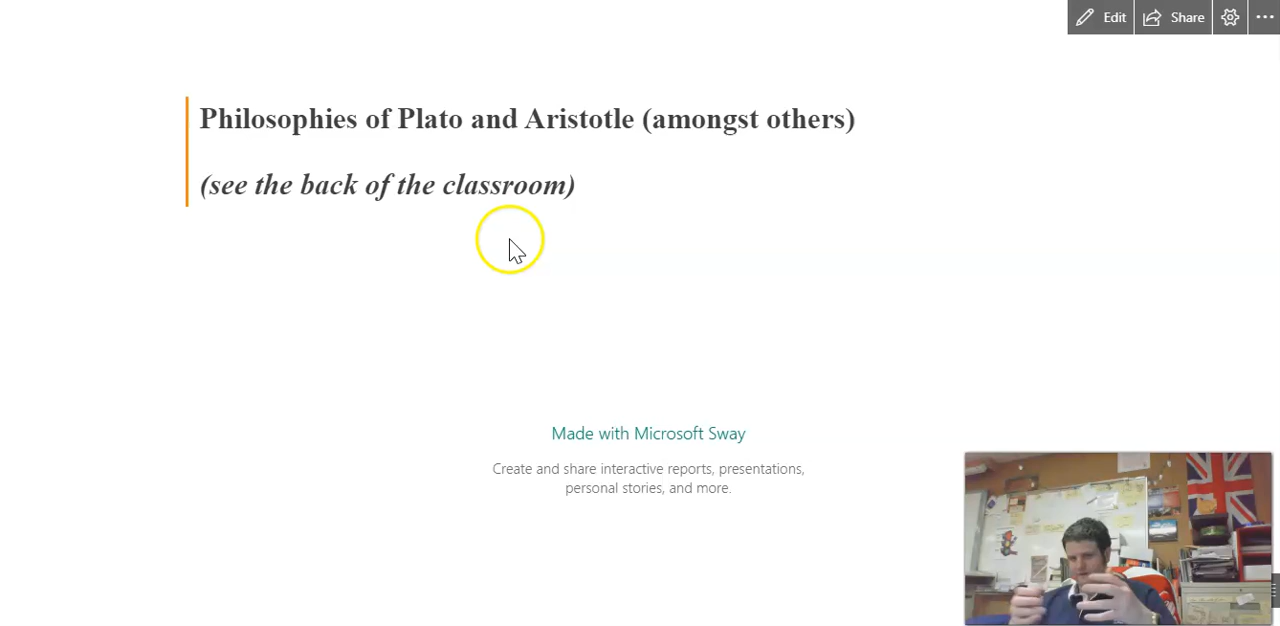 Edit
Share
Philosophies of Plato and Aristotle (amongst others)
(see the back of the classroom)
Made with Microsoft Sway
Create and share interactive reports, presentations,
personal stories, and more.